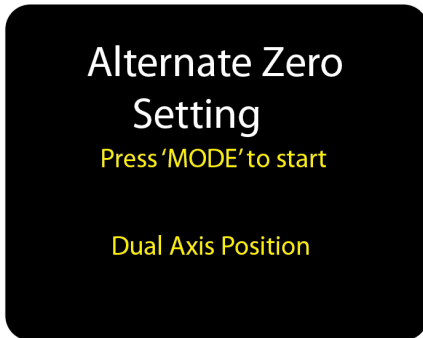 Alternate Zero
Setting
Press ‘MODE’ to start
Dual Axis Position